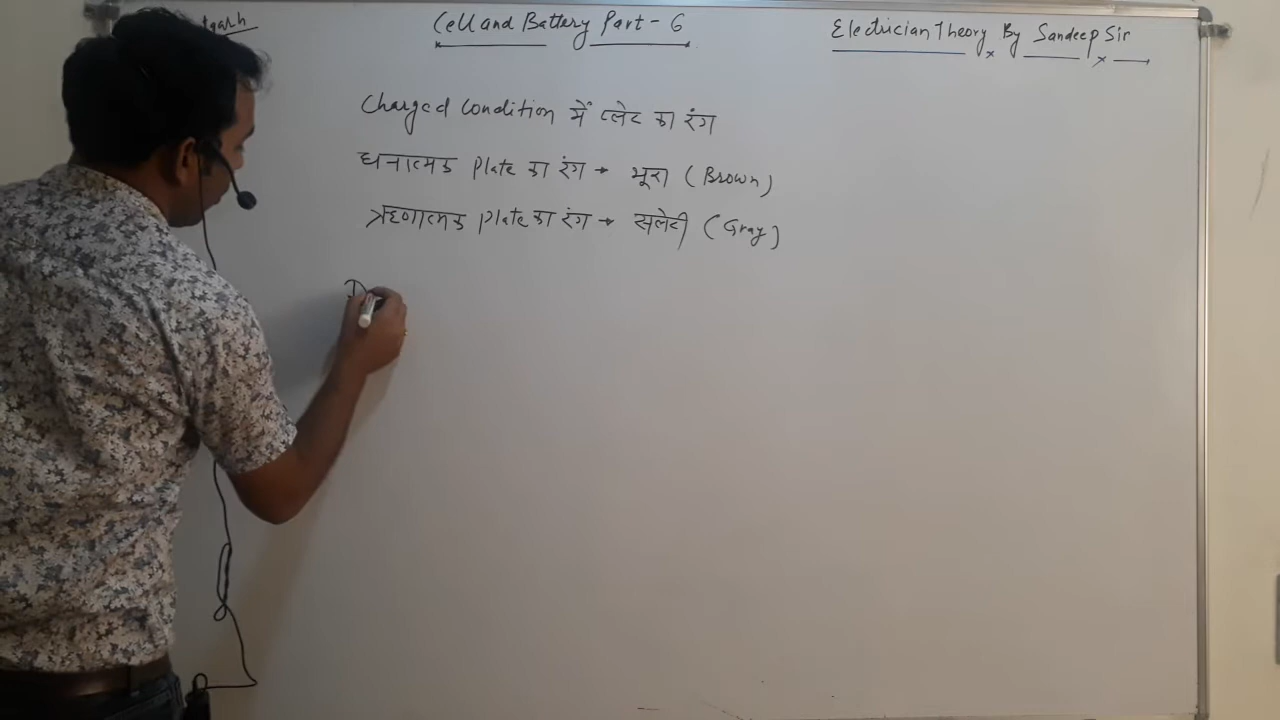 Cell and Battery Part - 6
Electrician Theory By Sandeep Sir
Charged Condition में प्लेट का रंग
धनात्मक Plate का रंग → भूरा (Brown)
ऋणात्मक Plate का रंग → सलेटी (Gray)
D